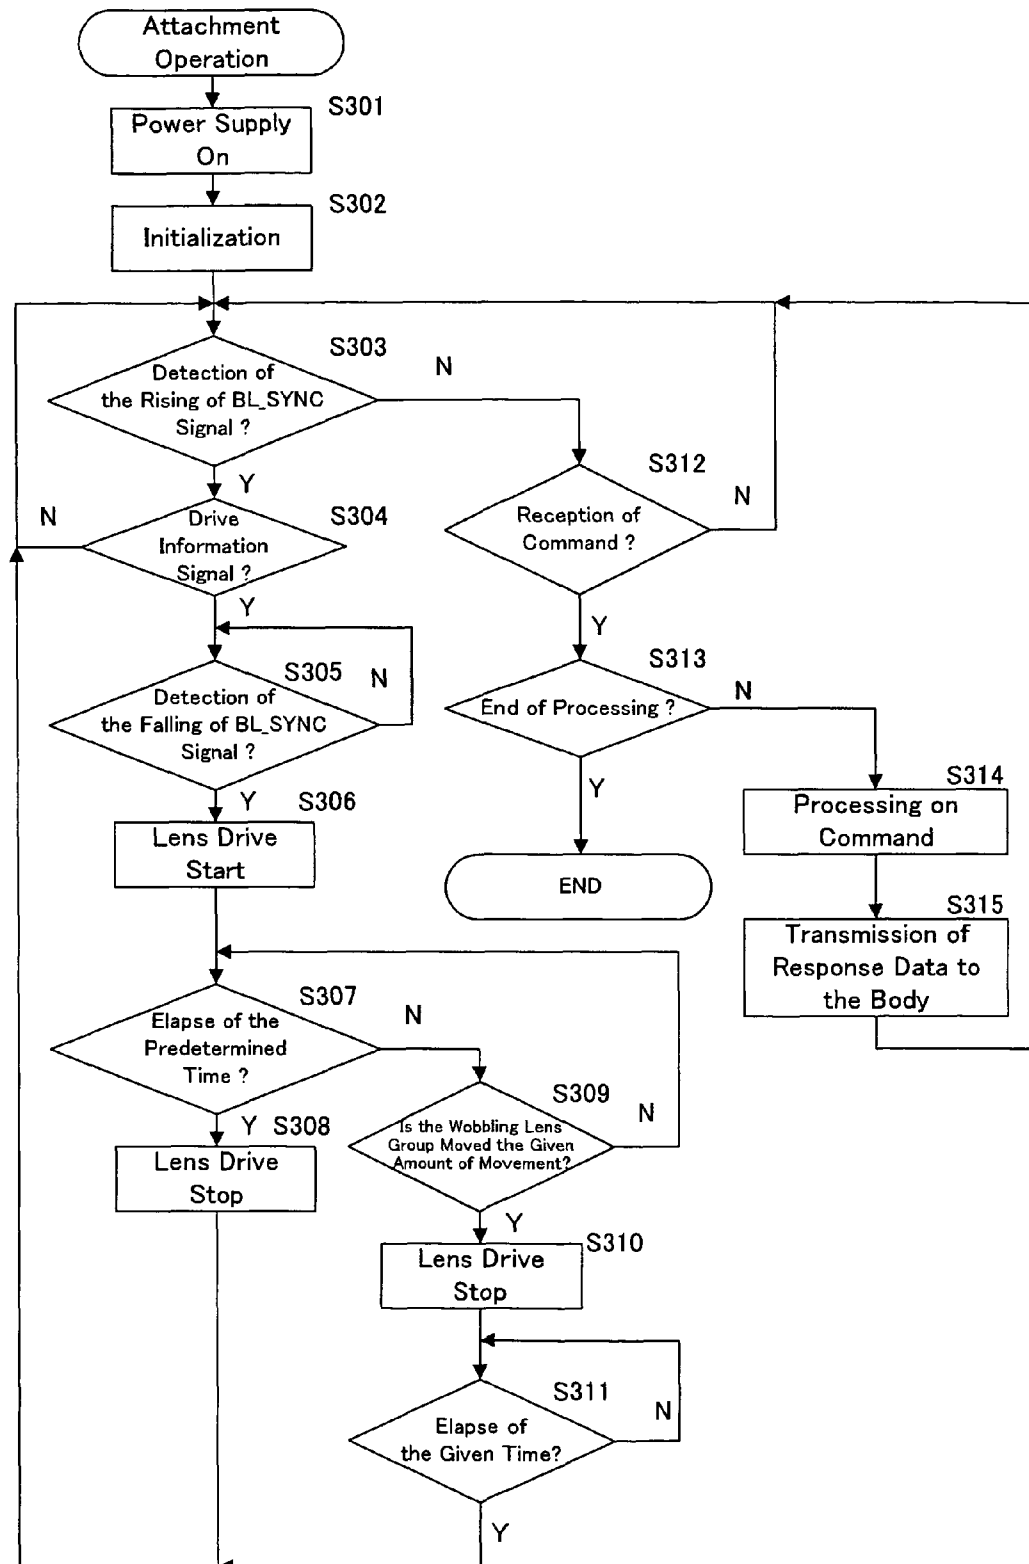 Attachment
Operation
S301
Power Supply
On
S302
Initialization
S303
Detection of
the Rising of BL_SYNC
Signal ?
N
Y
S304
N
Drive
Information
Signal ?
Y
S305
N
Detection of
the Falling of BL_SYNC
Signal ?
Y
S306
Lens Drive
Start
S307
Elapse of the
Predetermined
Time ?
N
Y
S308
Lens Drive
Stop
S309
Is the Wobbling Lens
Group Moved the Given
Amount of Movement?
N
Y
S310
Lens Drive
Stop
S311
Elapse of
the Given Time?
N
Y
S312
Reception of
Command ?
N
Y
S313
End of Processing ?
N
Y
END
S314
Processing on
Command
S315
Transmission of
Response Data to
the Body